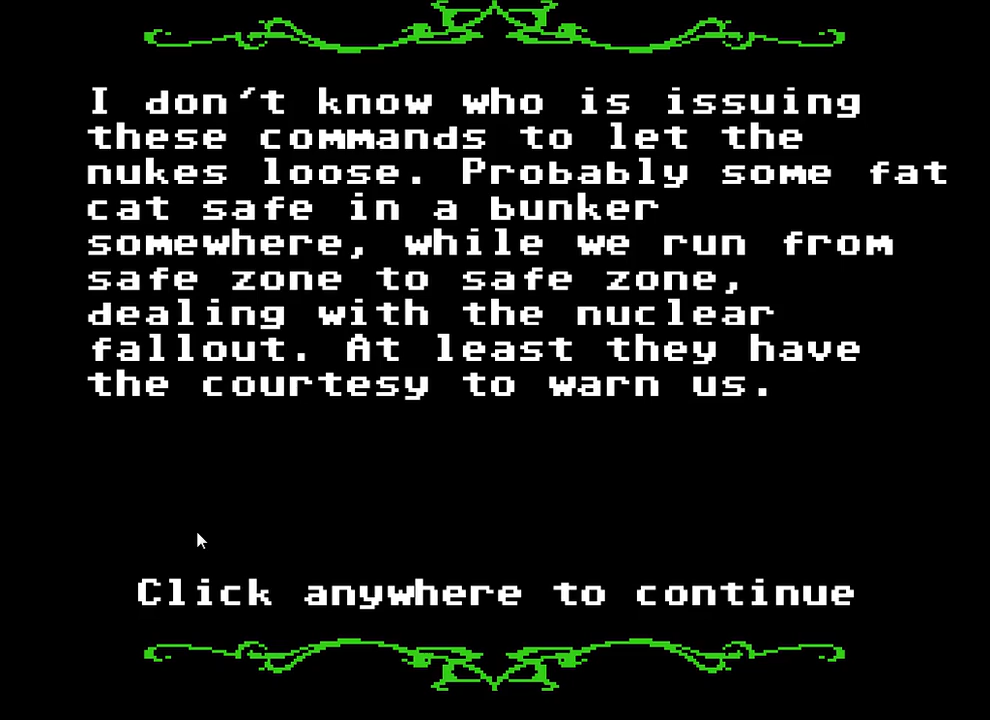 I don't know who is issuing
these commands to let the
nukes loose. Probably some fat
cat safe in a bunker
somewhere, while we run from
safe zone to safe zone,
dealing with the nuclear
fallout. At least they have
the courtesy to warn us.
Click anywhere to continue